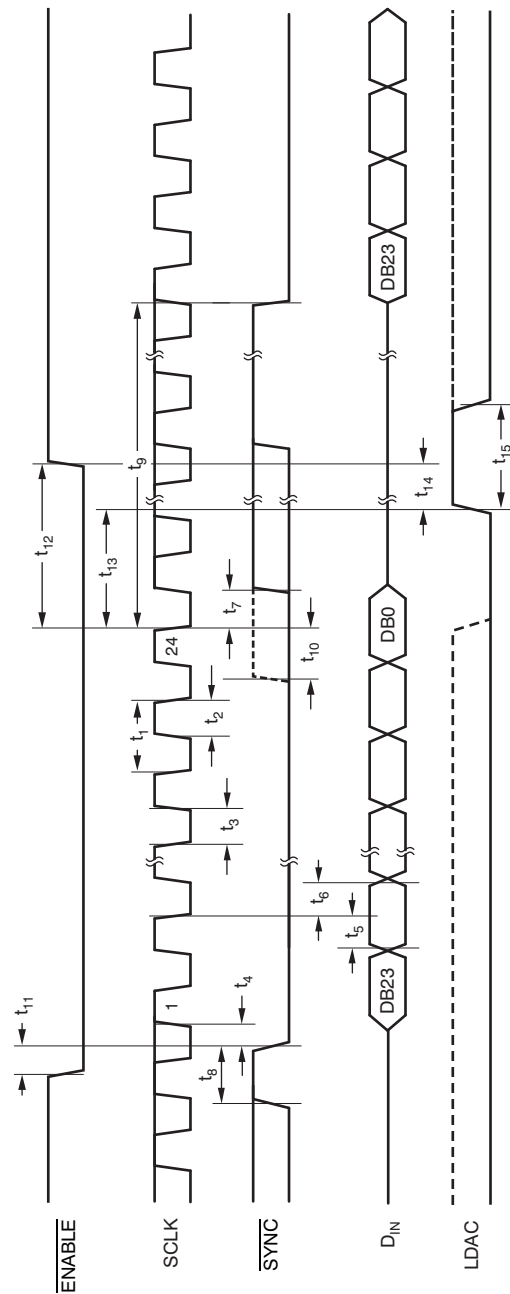 ENABLE
t11
t12
t13
SCLK
1
t1
24
t9
t3
t2
SYNC
t8
t4
t10
t7
DIN
DB23
t5
t6
DB0
DB23
LDAC
t14
t15